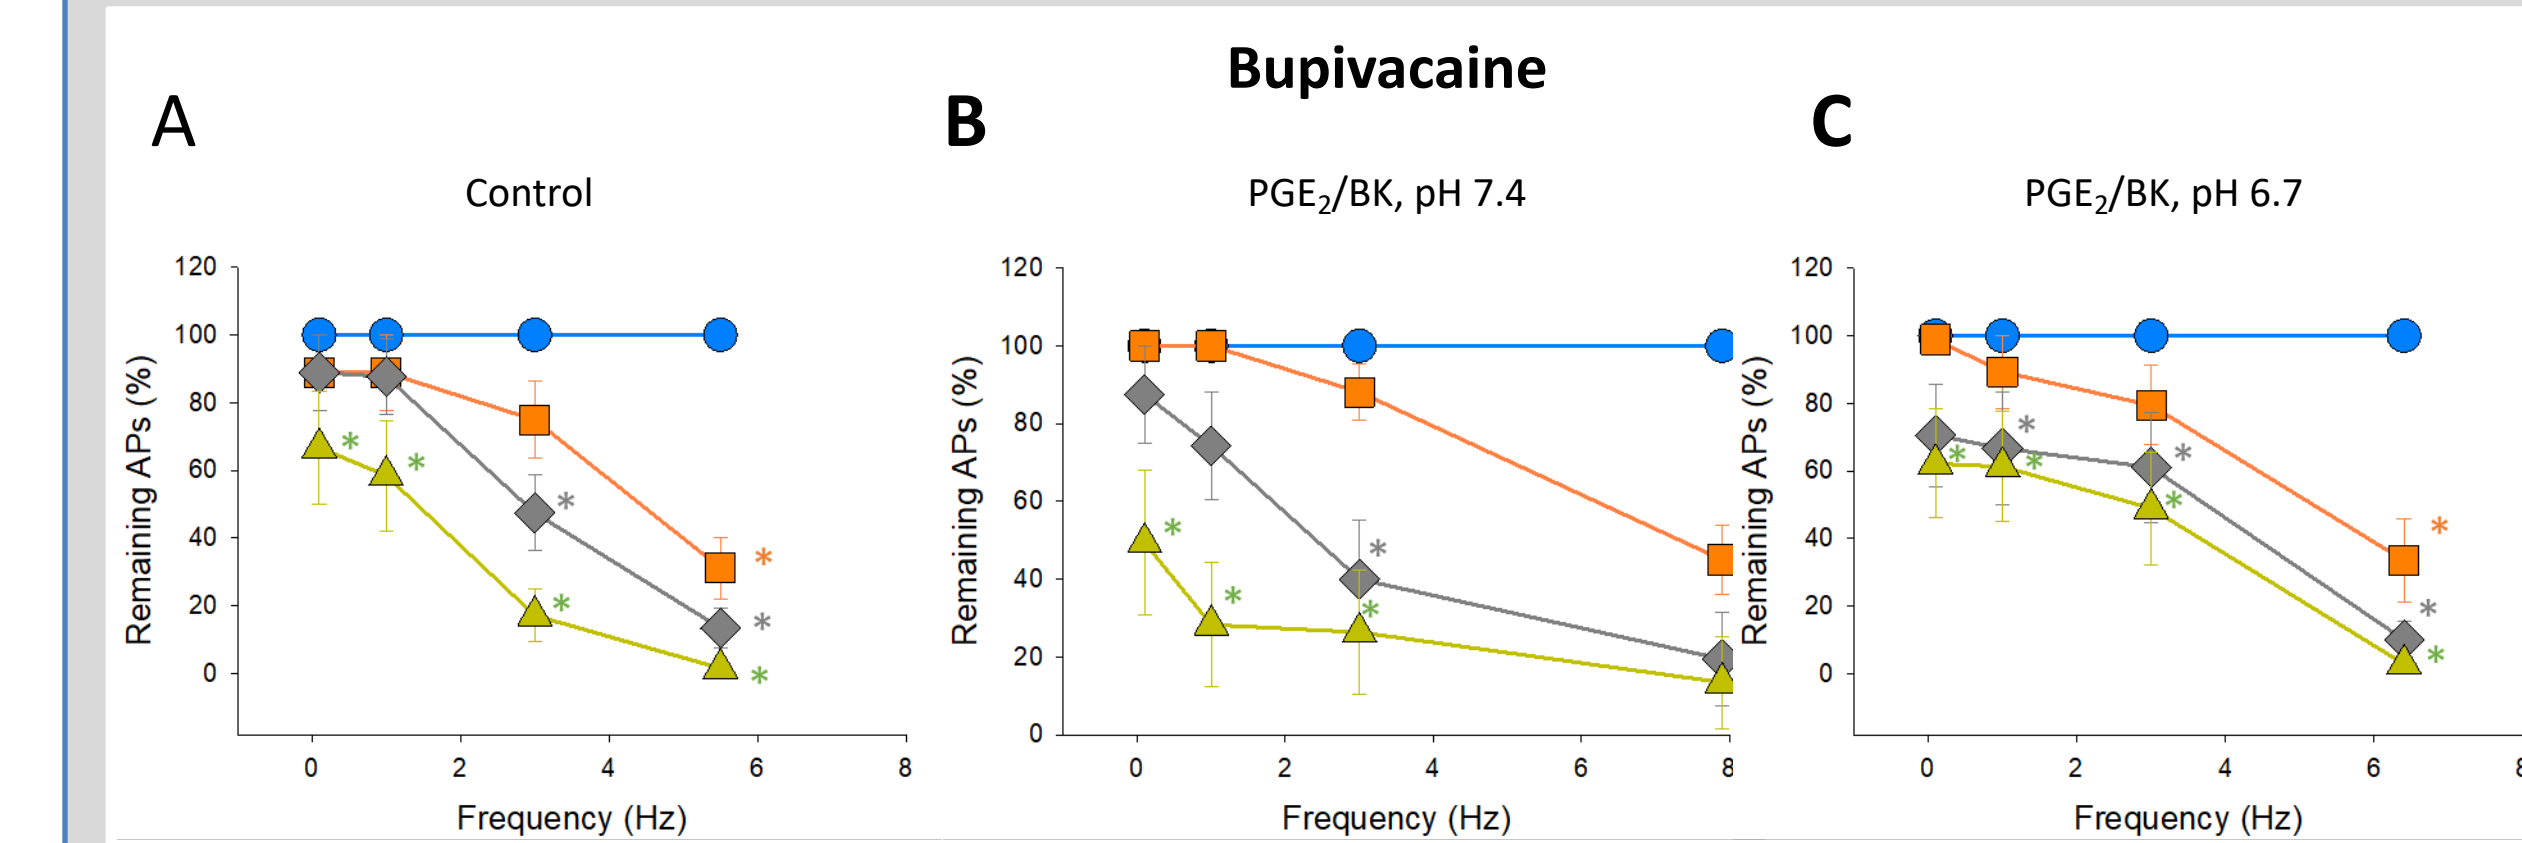 Bupivacaine
A
B
C
Control
PGE₂/BK, pH 7.4
PGE₂/BK, pH 6.7
Remaining APs (%)
120
100
80
60
40
20
0
0 2 4 6 8
Frequency (Hz)
Remaining APs (%)
120
100
80
60
40
20
0
0 2 4 6 8
Frequency (Hz)
Remaining APs (%)
120
100
80
60
40
20
0
0 2 4 6
Frequency (Hz)
* * * * * * *
* * * *
* * * * * * * *